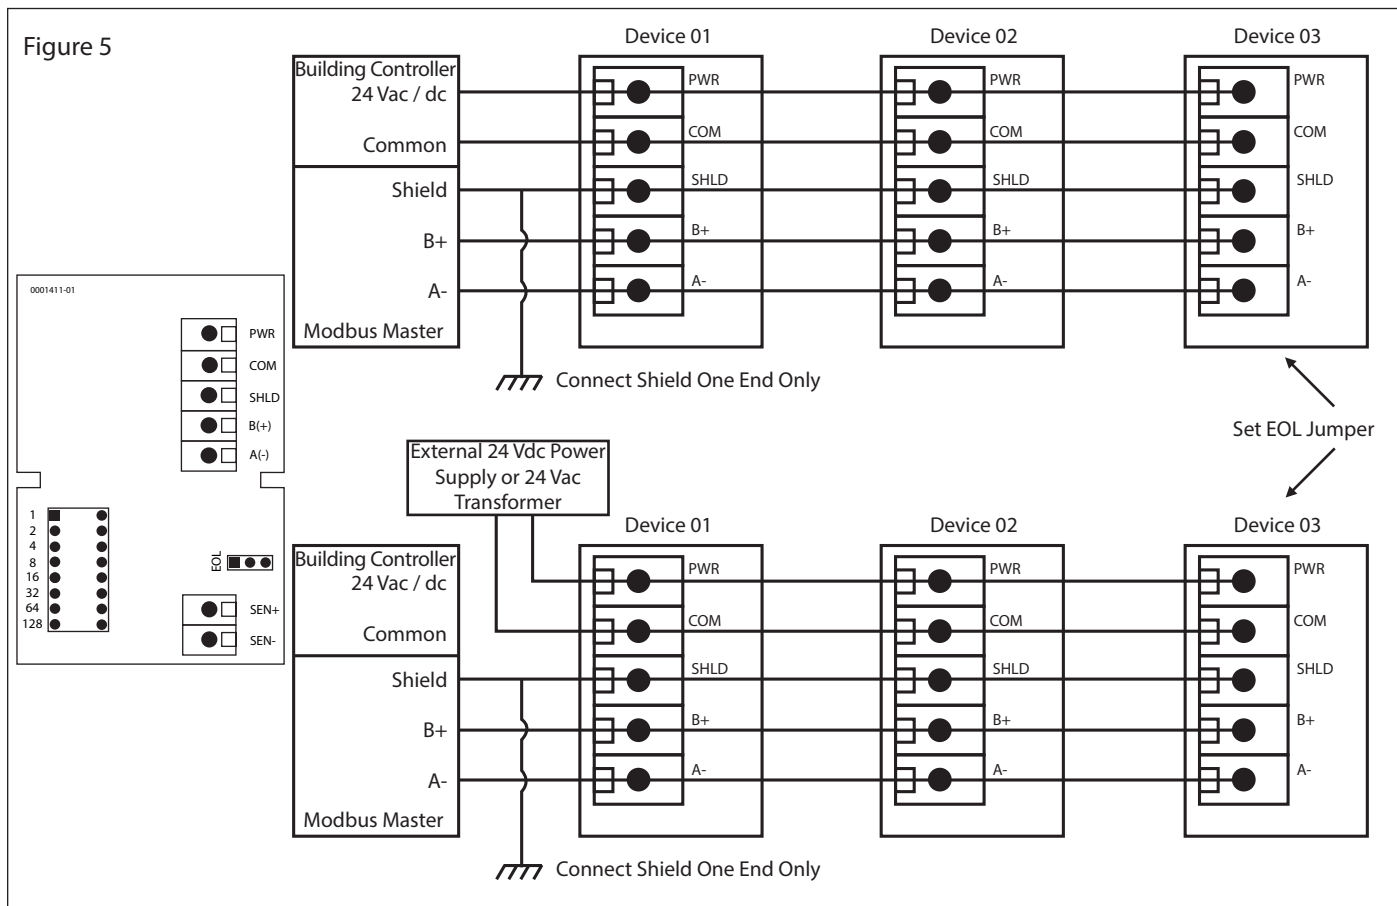 Figure 5
Device 01
Device 02
Device 03
Building Controller
24 Vac / dc
Common
Shield
B+
A-
Modbus Master
PWR
COM
SHLD
B+
A-
PWR
COM
SHLD
B+
A-
PWR
COM
SHLD
B+
A-
Connect Shield One End Only
Set EOL Jumper
0001411-01
PWR
COM
SHLD
B(+)
A(-)
1
2
4
8
16
32
64
128
EOL
SEN+
SEN-
External 24 Vdc Power
Supply or 24 Vac
Transformer
Device 01
Device 02
Device 03
Building Controller
24 Vac / dc
Common
Shield
B+
A-
Modbus Master
PWR
COM
SHLD
B+
A-
PWR
COM
SHLD
B+
A-
PWR
COM
SHLD
B+
A-
Connect Shield One End Only